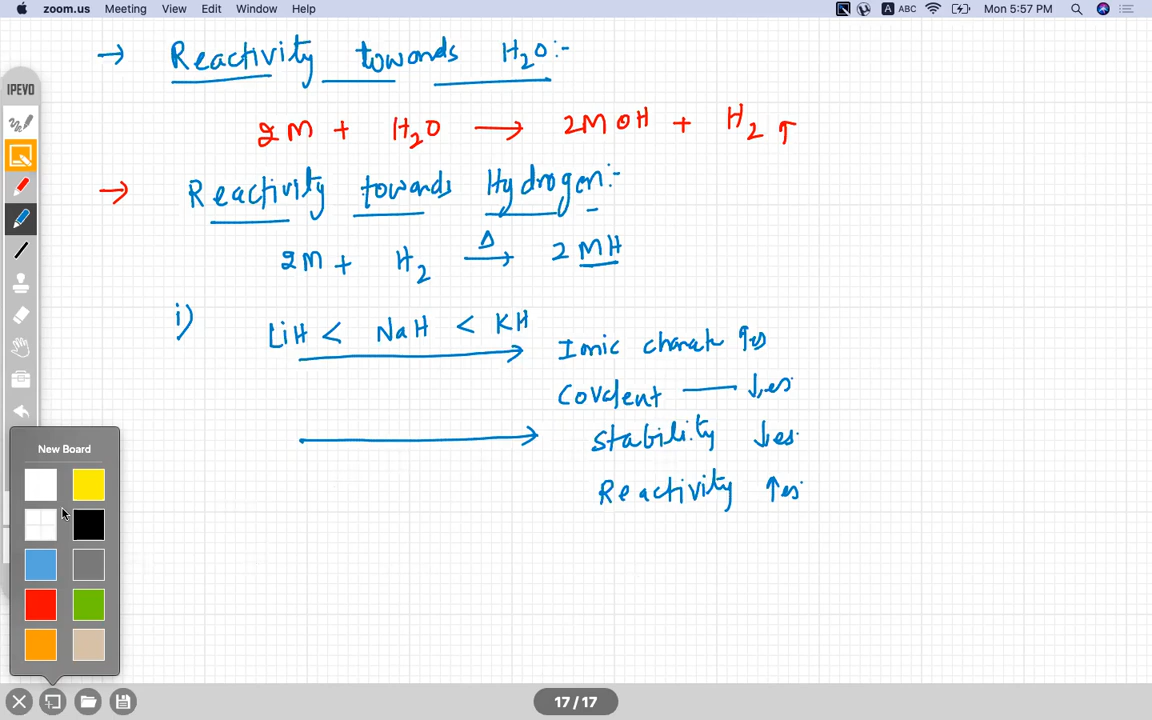 zoom.us Meeting View Edit Window Help A ABC Mon 5:57 PM
→ Reactivity towards H₂O:-
IPEVO
2M + H₂O → 2MOH + H₂ ↑
→ Reactivity towards Hydrogen:-
2M + H₂ —Δ→ 2MH
i) LiH < NaH < KH
Ionic charact ↑es
Covalent — ↓es
Stability ↓es
Reactivity ↑es
New Board
17/17